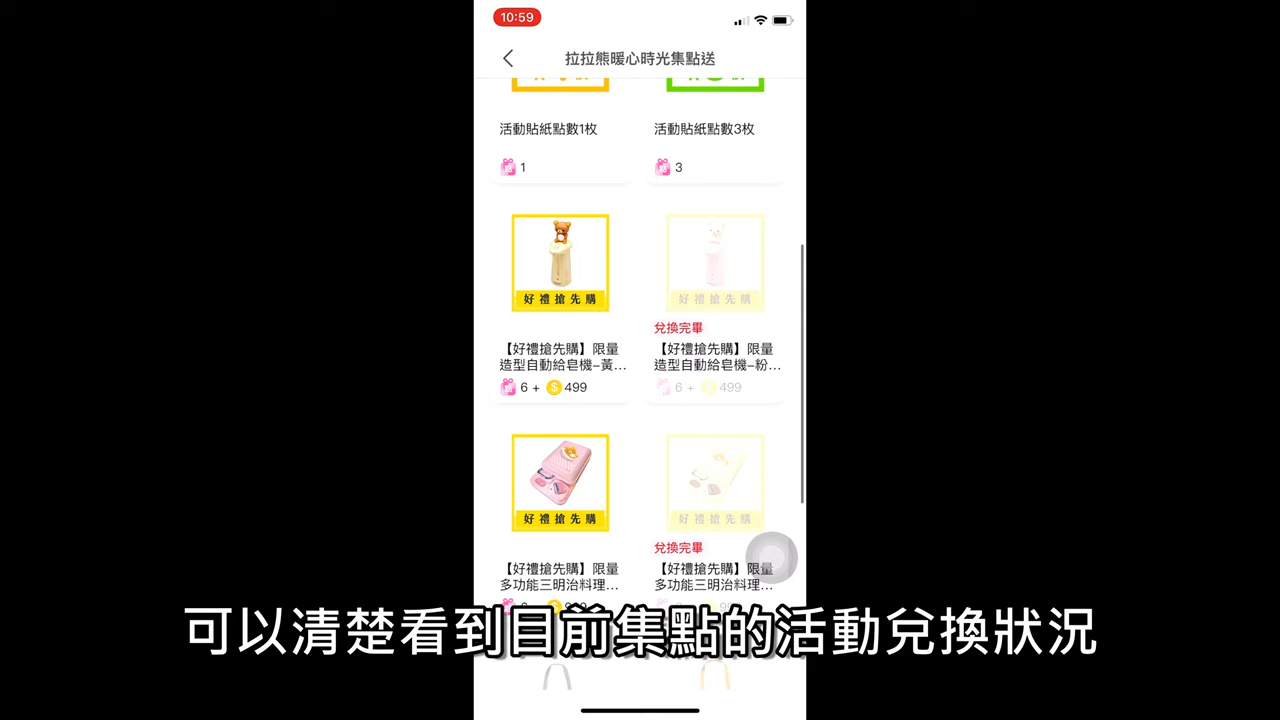 10:59
拉拉熊暖心時光集點送
活動貼紙點數1枚
活動貼紙點數3枚
1
3
好禮搶先購
好禮搶先購
兌換完畢
【好禮搶先購】限量
造型自動給皂機-黃...
【好禮搶先購】限量
造型自動給皂機-粉...
6 + $ 499
6 + $ 499
好禮搶先購
好禮搶先購
兌換完畢
【好禮搶先購】限量
多功能三明治料理...
【好禮搶先購】限量
多功能三明治料理...
可以清楚看到目前集點的活動兌換狀況